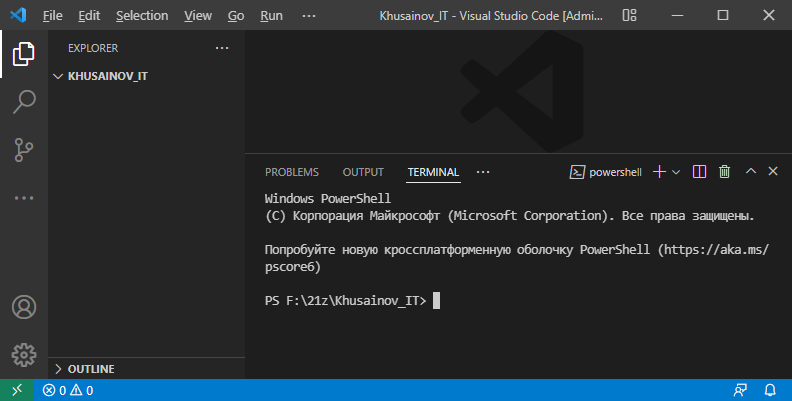 File Edit Selection View Go Run ··· Khusainov_IT - Visual Studio Code [Admi...
EXPLORER ···
KHUSAINOV_IT
PROBLEMS OUTPUT TERMINAL ··· powershell
Windows PowerShell
(C) Корпорация Майкрософт (Microsoft Corporation). Все права защищены.
Попробуйте новую кроссплатформенную оболочку PowerShell (https://aka.ms/
pscore6)
PS F:\21z\Khusainov_IT>
OUTLINE
0 0